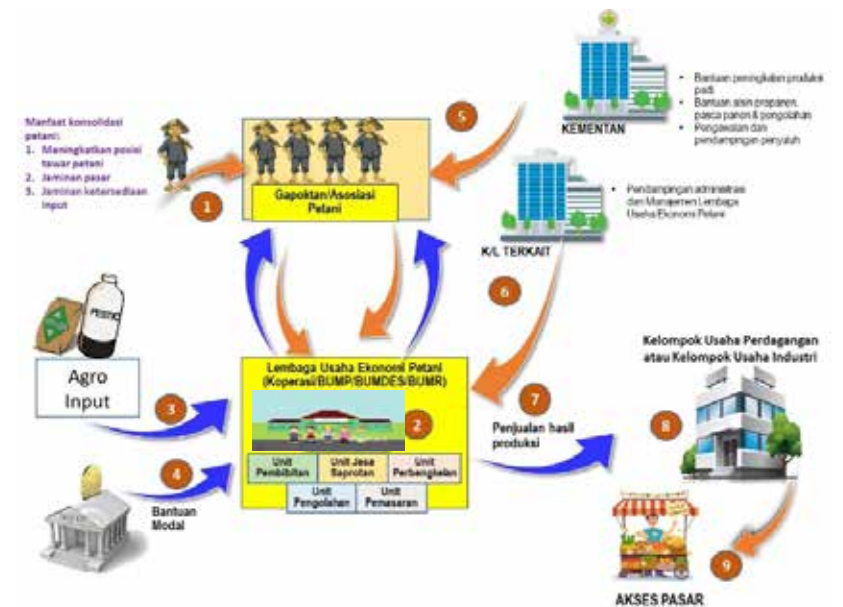 Manfaat konsolidasi
petani:
1. Meningkatkan posisi
tawar petani
2. Jaminan pasar
3. Jaminan ketersediaan
input
1
Gapoktan/Asosiasi
Petani
5
KEMENTAN
• Bantuan peningkatan produksi
padi
• Bantuan alsin prapanen,
pasca panen & pengolahan
• Pengawalan dan
pendampingan penyuluh
K/L TERKAIT
• Pendampingan administrasi
dan Manajemen Lembaga
Usaha Ekonomi Petani
6
PESTIC
Agro
Input
3
4
Bantuan
Modal
Lembaga Usaha Ekonomi Petani
(Koperasi/BUMP/BUMDES/BUMR)
2
Unit
Pembibitan
Unit Jasa
Saprotan
Unit
Perbengkelan
Unit
Pengolahan
Unit
Pemasaran
7
Penjualan hasil
produksi
Kelompok Usaha Perdagangan
atau Kelompok Usaha Industri
8
9
AKSES PASAR